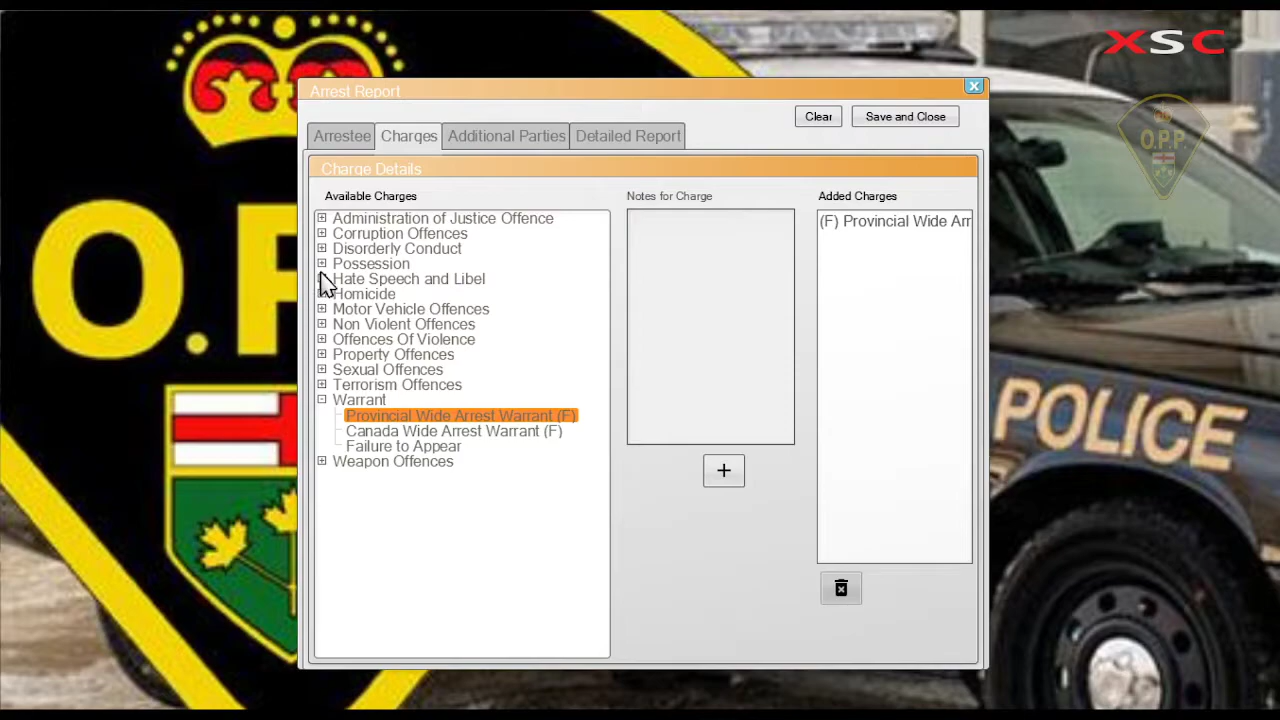 XSC
O.P.P.
Arrest Report
Clear
Save and Close
Arrestee
Charges
Additional Parties
Detailed Report
Charge Details
Available Charges
Notes for Charge
Added Charges
Administration of Justice Offence
Corruption Offences
Disorderly Conduct
Possession
Hate Speech and Libel
Homicide
Motor Vehicle Offences
Non Violent Offences
Offences Of Violence
Property Offences
Sexual Offences
Terrorism Offences
Warrant
Provincial Wide Arrest Warrant (F)
Canada Wide Arrest Warrant (F)
Failure to Appear
Weapon Offences
(F) Provincial Wide Arr
+
O.P
POLICE